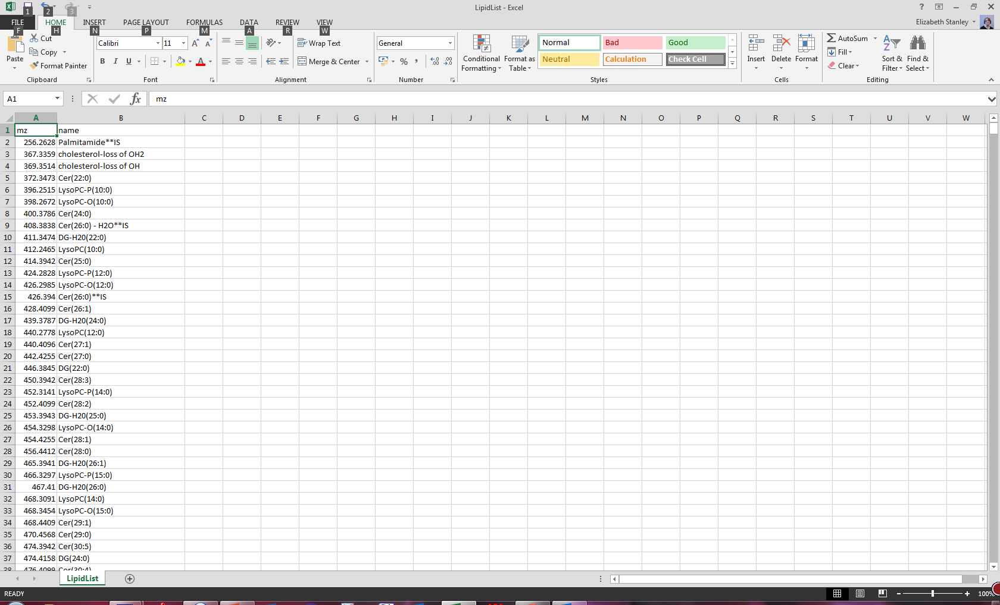 1 2 3
LipidList - Excel
?
FILE HOME INSERT PAGE LAYOUT FORMULAS DATA REVIEW VIEW
Elizabeth Stanley
F H N P M A R W
Paste
Cut
Copy
Format Painter
Clipboard
Calibri 11
B I U
Font
Wrap Text
Merge & Center
Alignment
General
%
Number
Conditional Formatting
Format as Table
Normal Bad Good
Neutral Calculation Check Cell
Styles
Insert Delete Format
Cells
AutoSum
Fill
Clear
Sort & Filter
Find & Select
Editing
A1 fx mz
A B C D E F G H I J K L M N O P Q R S T U V W
1 mz name
2 256.2628 Palmitamide**IS
3 367.3359 cholesterol-loss of OH2
4 369.3514 cholesterol-loss of OH
5 372.3473 Cer(22:0)
6 396.2515 LysoPC-P(10:0)
7 398.2672 LysoPC-O(10:0)
8 400.3786 Cer(24:0)
9 408.3838 Cer(26:0) - H2O**IS
10 411.3474 DG-H20(22:0)
11 412.2465 LysoPC(10:0)
12 414.3942 Cer(25:0)
13 424.2828 LysoPC-P(12:0)
14 426.2985 LysoPC-O(12:0)
15 426.394 Cer(26:0)**IS
16 428.4099 Cer(26:1)
17 439.3787 DG-H20(24:0)
18 440.2778 LysoPC(12:0)
19 440.4096 Cer(27:1)
20 442.4255 Cer(27:0)
21 446.3845 DG(22:0)
22 450.3942 Cer(28:3)
23 452.3141 LysoPC-P(14:0)
24 452.4099 Cer(28:2)
25 453.3943 DG-H20(25:0)
26 454.3298 LysoPC-O(14:0)
27 454.4255 Cer(28:1)
28 456.4412 Cer(28:0)
29 465.3941 DG-H20(26:1)
30 466.3297 LysoPC-P(15:0)
31 467.41 DG-H20(26:0)
32 468.3091 LysoPC(14:0)
33 468.3454 LysoPC-O(15:0)
34 468.4409 Cer(29:1)
35 470.4568 Cer(29:0)
36 474.3942 Cer(30:5)
37 474.4158 DG(24:0)
38 476.4099 Cer(30:4)
LipidList
READY
100%